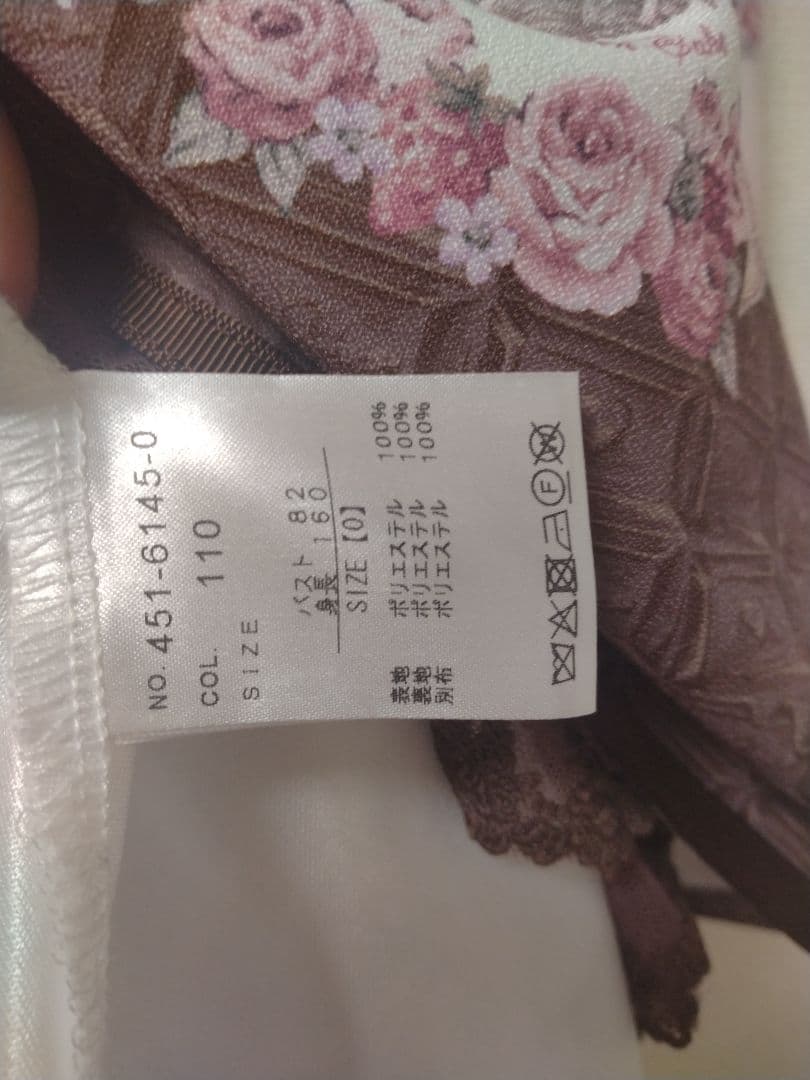 NO. 451-6145-0
COL. 110
SIZE
バスト 82
身長 160
SIZE【0】
表地 ポリエステル 100%
裏地 ポリエステル 100%
別布 ポリエステル 100%
F W